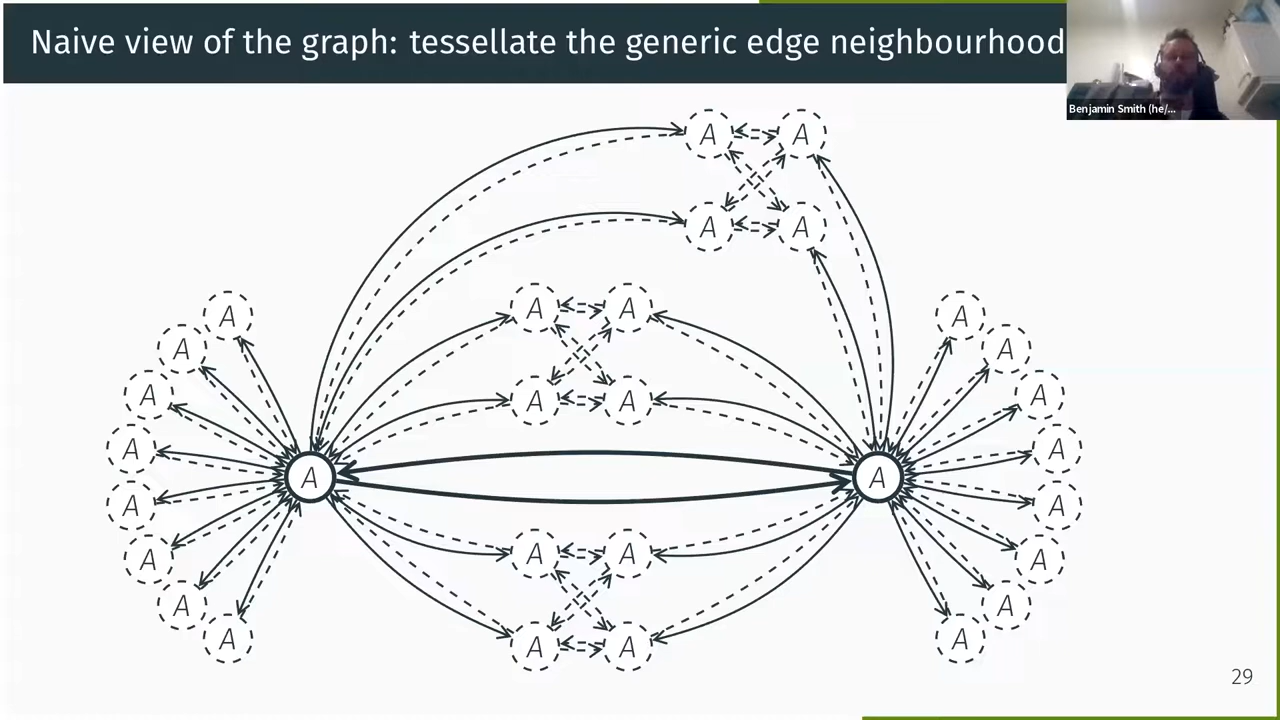 Naive view of the graph: tessellate the generic edge neighbourhood
Benjamin Smith (he/...
A A
A A
A A A A
A A
A A
A A A A
A A
A A
A A
A A A A
A A
A A A A
29